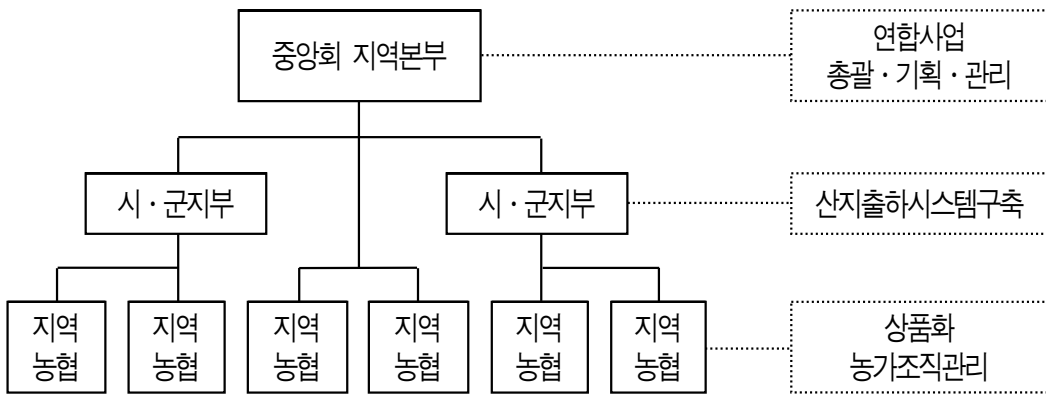 중앙회 지역본부
연합사업
총괄・기획・관리
시・군지부
시・군지부
산지출하시스템구축
지역
농협
지역
농협
지역
농협
지역
농협
지역
농협
지역
농협
상품화
농가조직관리